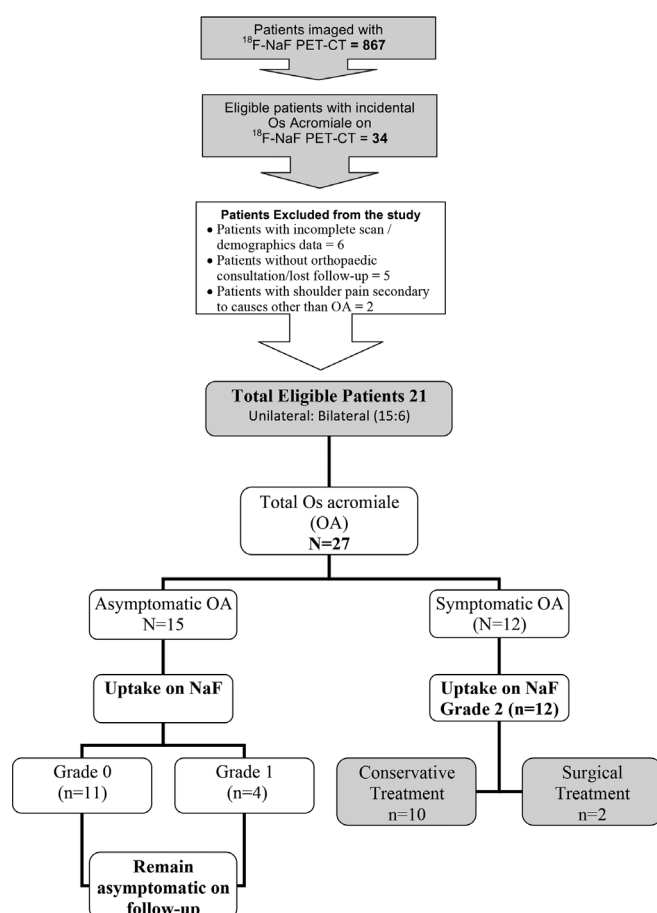 Patients imaged with
¹⁸F-NaF PET-CT = 867
Eligible patients with incidental
Os Acromiale on
¹⁸F-NaF PET-CT = 34
Patients Excluded from the study
• Patients with incomplete scan /
demographics data = 6
• Patients without orthopaedic
consultation/lost follow-up = 5
• Patients with shoulder pain secondary
to causes other than OA = 2
Total Eligible Patients 21
Unilateral: Bilateral (15:6)
Total Os acromiale
(OA)
N=27
Asymptomatic OA
N=15
Symptomatic OA
(N=12)
Uptake on NaF
Uptake on NaF
Grade 2 (n=12)
Grade 0
(n=11)
Grade 1
(n=4)
Conservative
Treatment
n=10
Surgical
Treatment
n=2
Remain
asymptomatic on
follow-up